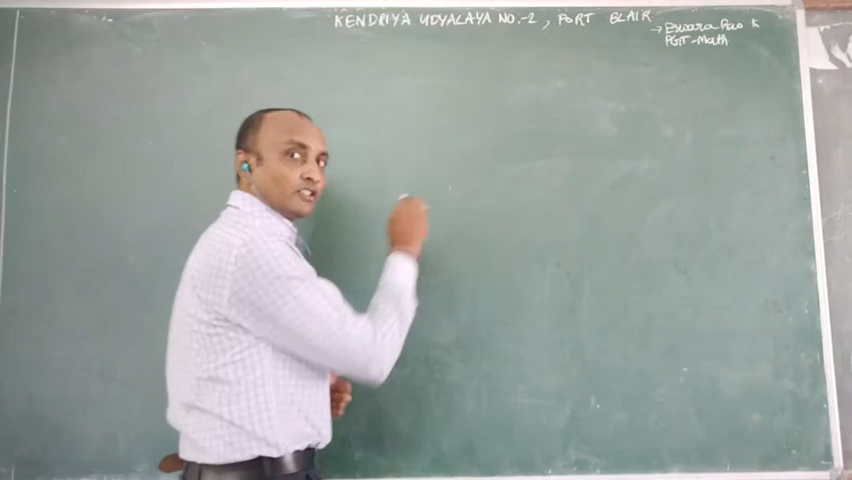 KENDRIYA VIDYALAYA NO.-2, PORT BLAIR
→ Eswara Rao K
PGT-Math